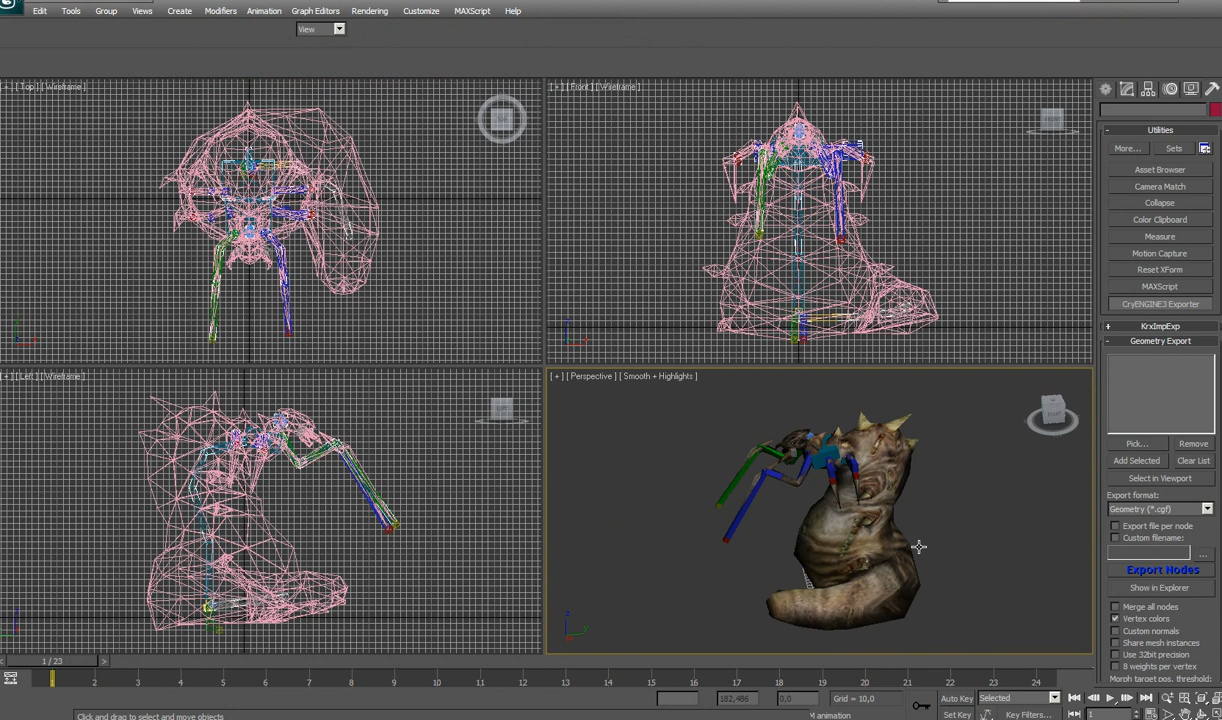 Edit Tools Group Views Create Modifiers Animation Graph Editors Rendering Customize MAXScript Help
View
[ + ] [ Top ] [ Wireframe ]
[ + ] [ Front ] [ Wireframe ]
Utilities
More... Sets
Asset Browser
Camera Match
Collapse
Color Clipboard
Measure
Motion Capture
Reset XForm
MAXScript
CryENGINE3 Exporter
KrxImpExp
Geometry Export
[ + ] [ Left ] [ Wireframe ]
[ + ] [ Perspective ] [ Smooth + Highlights ]
Pick... Remove
Add Selected Clear List
Select in Viewport
Export format:
Geometry (*.cgf)
Export file per node
Custom filename:
...
Export Nodes
Show in Explorer
Merge all nodes
Vertex colors
Custom normals
Share mesh instances
Use 32bit precision
8 weights per vertex
Morph target pos. threshold:
< 1 / 23 >
1 2 3 4 5 6 7 8 9 10 11 12 13 14 15 16 17 18 19 20 21 22 23 24
182,486 0,0 Grid = 10,0 Auto Key Selected
Click and drag to select and move objects M animation Set Key Key Filters... 1